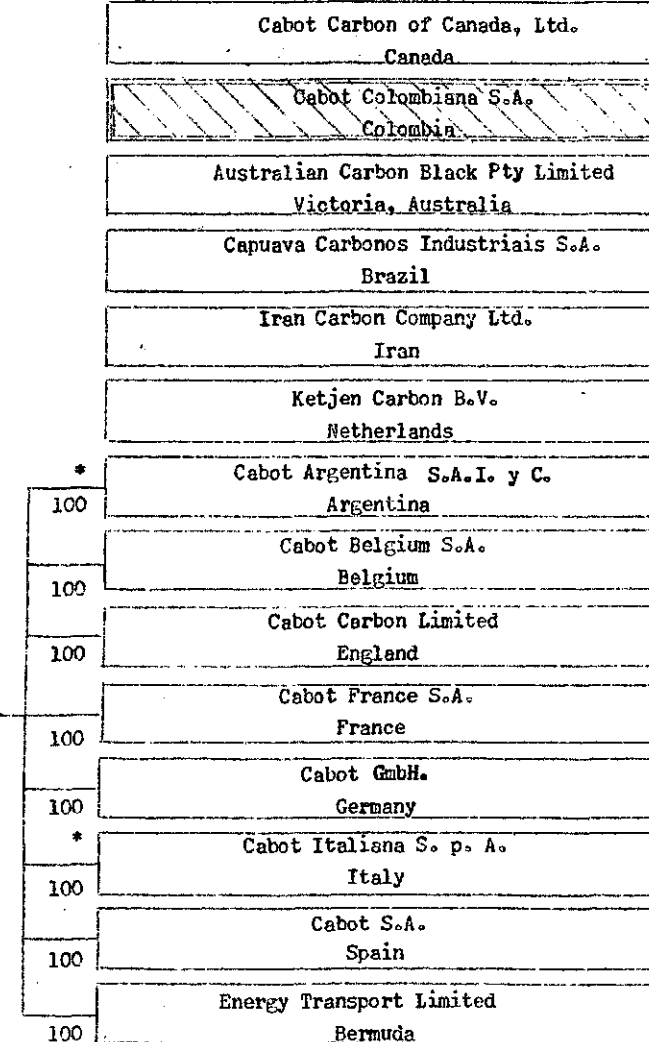 Cabot Carbon of Canada, Ltd.
Canada
Cabot Colombiana S.A.
Colombia
Australian Carbon Black Pty Limited
Victoria, Australia
Capuava Carbonos Industriais S.A.
Brazil
Iran Carbon Company Ltd.
Iran
Ketjen Carbon B.V.
Netherlands
*
100
Cabot Argentina S.A.I. y C.
Argentina
100
Cabot Belgium S.A.
Belgium
100
Cabot Carbon Limited
England
100
Cabot France S.A.
France
100
Cabot GmbH.
Germany
*
100
Cabot Italiana S. p. A.
Italy
100
Cabot S.A.
Spain
100
Energy Transport Limited
Bermuda